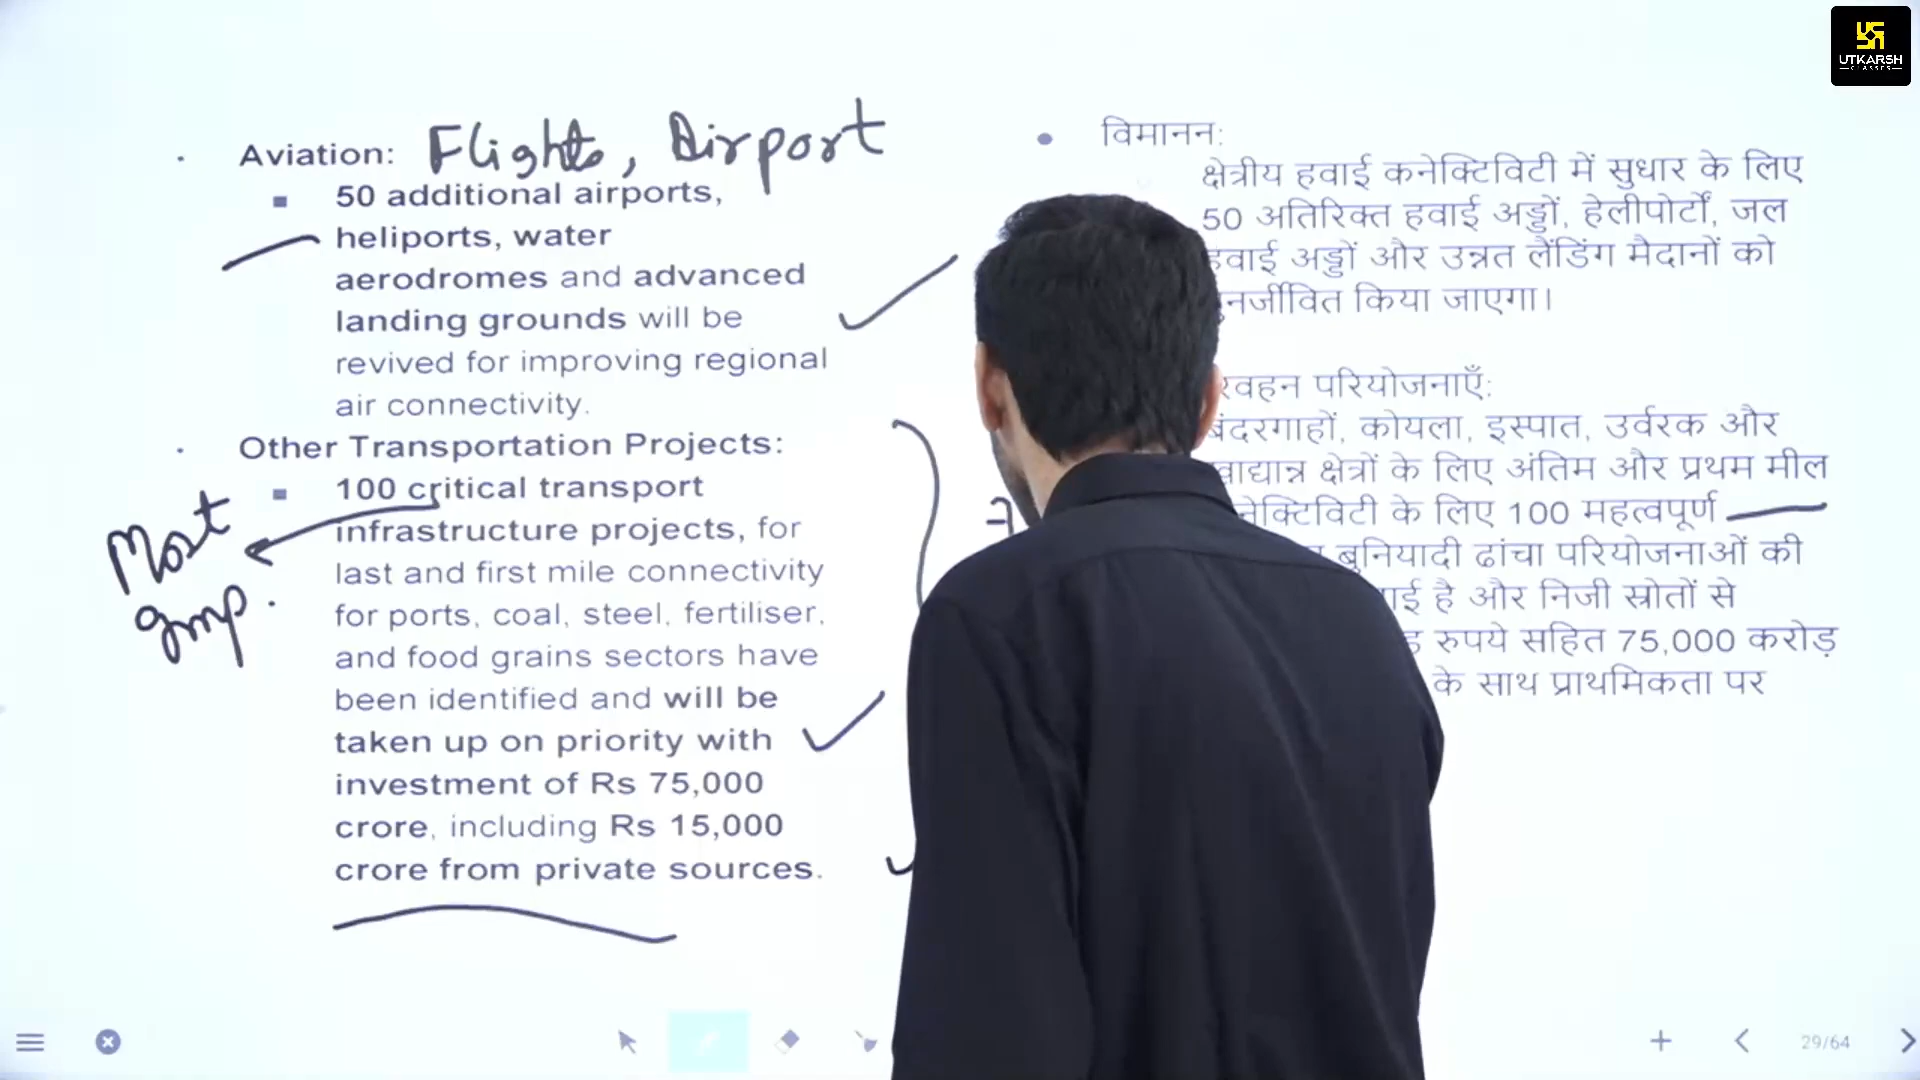 UTKARSH
CLASSES
Aviation: Flights, Airport
50 additional airports,
heliports, water
aerodromes and advanced
landing grounds will be
revived for improving regional
air connectivity.
Other Transportation Projects:
100 critical transport
infrastructure projects, for
last and first mile connectivity
for ports, coal, steel, fertiliser,
and food grains sectors have
been identified and will be
taken up on priority with
investment of Rs 75,000
crore, including Rs 15,000
crore from private sources.
Most
Imp.
विमानन:
क्षेत्रीय हवाई कनेक्टिविटी में सुधार के लिए
50 अतिरिक्त हवाई अड्डों, हेलीपोर्टों, जल
अड्डों और उन्नत लैंडिंग मैदानों को
किया जाएगा।
परियोजनाएँ:
कोयला, इस्पात, उर्वरक और
क्षेत्रों के लिए अंतिम और प्रथम मील
के लिए 100 महत्वपूर्ण
बुनियादी ढांचा परियोजनाओं की
है और निजी स्रोतों से
रुपये सहित 75,000 करोड़
के साथ प्राथमिकता पर
29/64